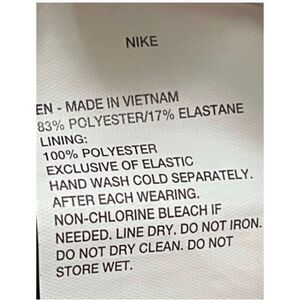 NIKE
EN - MADE IN VIETNAM
83% POLYESTER/17% ELASTANE
LINING:
100% POLYESTER
EXCLUSIVE OF ELASTIC
HAND WASH COLD SEPARATELY.
AFTER EACH WEARING.
NON-CHLORINE BLEACH IF
NEEDED. LINE DRY. DO NOT IRON.
DO NOT DRY CLEAN. DO NOT
STORE WET.